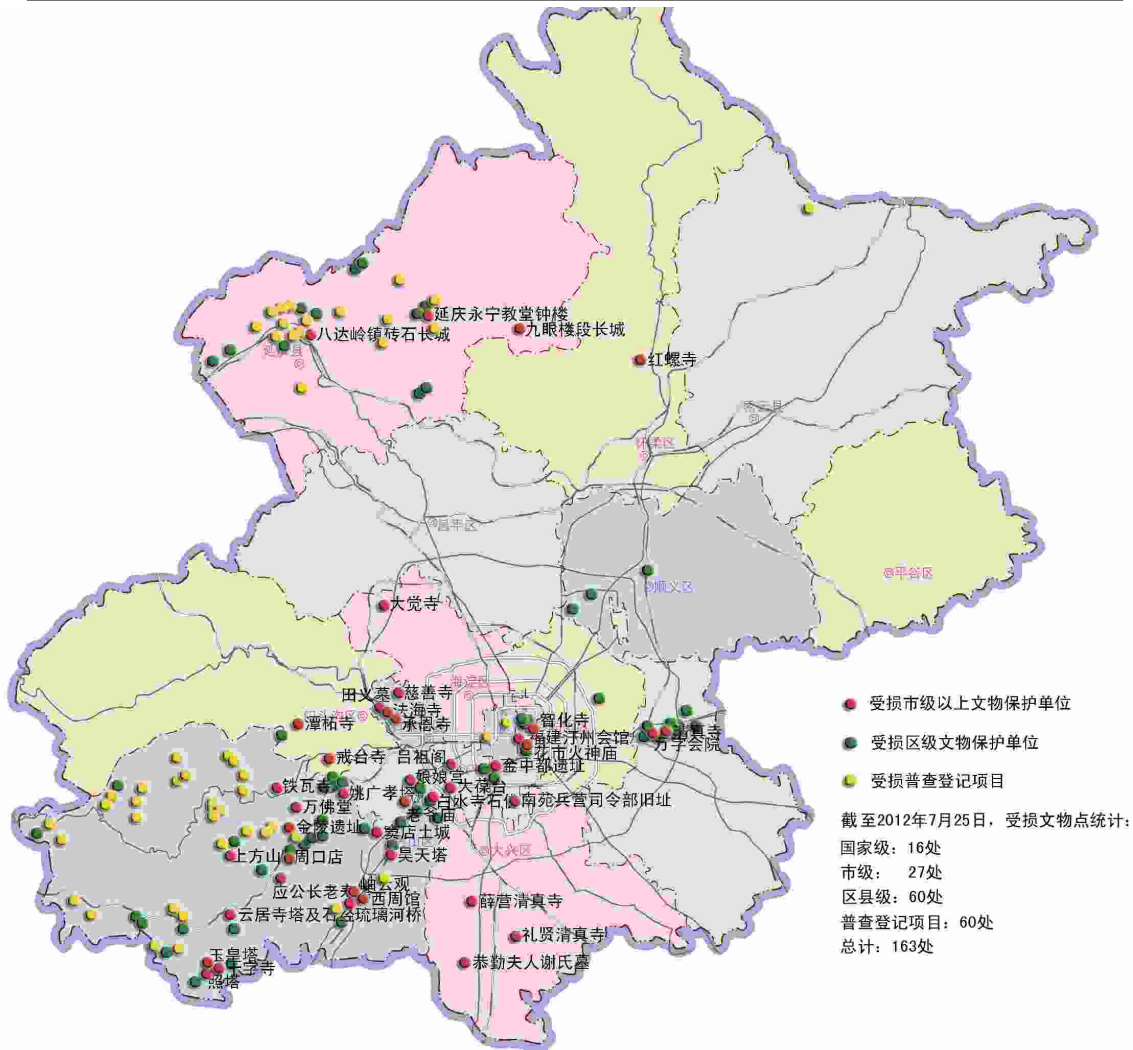 延庆永宁教堂钟楼
八达岭镇砖石长城
九眼楼段长城
延庆县
红螺寺
密云县
怀柔区
昌平区
平谷区
顺义区
大觉寺
海淀区
田义墓
慈善寺
法海寺
承恩寺
潭柘寺
智化寺
福建汀州会馆
花市火神庙
万字会院
戒台寺
吕祖阁
金中都遗址
铁瓦寺
娘娘宫
大葆台
姚广孝塔
南苑兵营司令部旧址
万佛堂
老爷庙
金陵遗址
窦店土城
大兴区
上方山
周口店
昊天塔
岫云观
应公长老寿
西周馆
薛营清真寺
云居寺塔及石经
琉璃河桥
礼贤清真寺
玉皇塔
恭勤夫人谢氏墓
照塔
受损市级以上文物保护单位
受损区级文物保护单位
受损普查登记项目
截至2012年7月25日，受损文物点统计：
国家级：16处
市级： 27处
区县级：60处
普查登记项目：60处
总计：163处